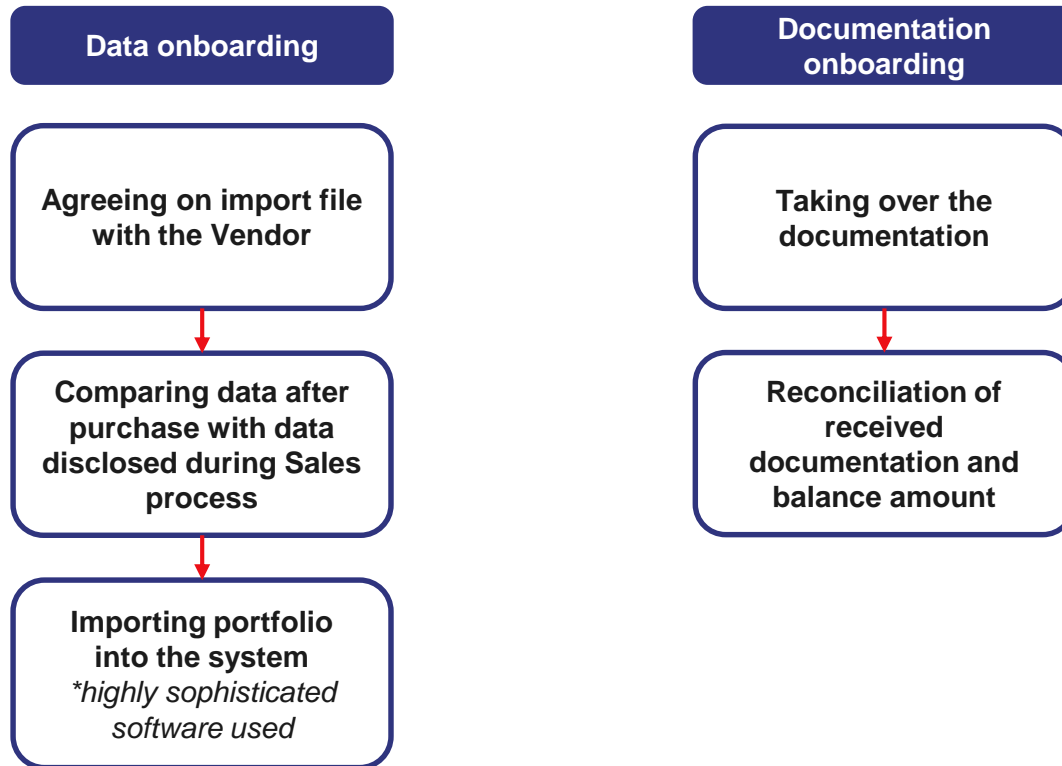 Data onboarding
Agreeing on import file
with the Vendor
Comparing data after
purchase with data
disclosed during Sales
process
Importing portfolio
into the system
*highly sophisticated
software used
Documentation
onboarding
Taking over the
documentation
Reconciliation of
received
documentation and
balance amount